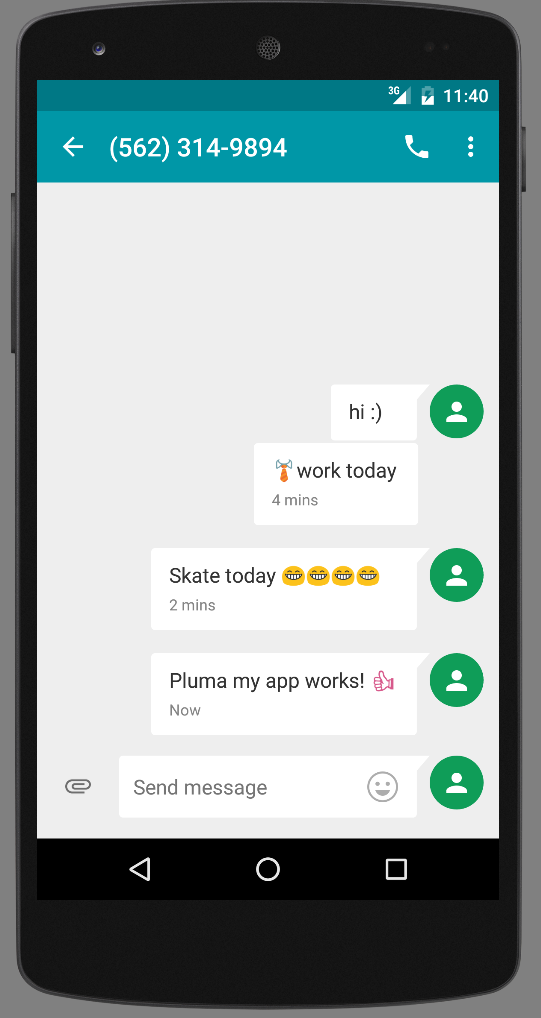 3G 11:40
(562) 314-9894
hi :)
👔work today
4 mins
Skate today 😁😁😁😁
2 mins
Pluma my app works! 👍
Now
Send message